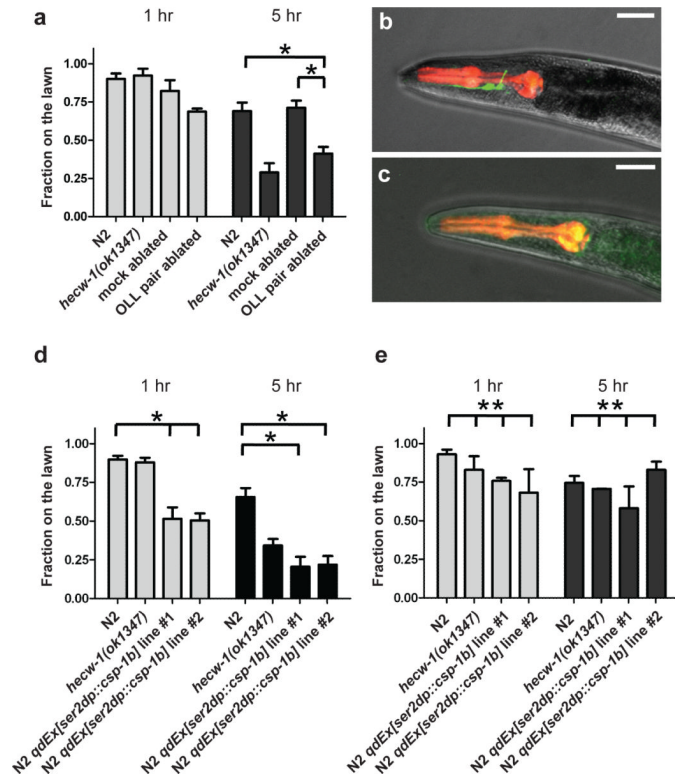 a
1 hr
5 hr
*
*
Fraction on the lawn
1.00
0.75
0.50
0.25
0.00
N2
hecw-1(ok1347)
mock ablated
OLL pair ablated
N2
hecw-1(ok1347)
mock ablated
OLL pair ablated
b
c
d
1 hr
5 hr
*
*
*
Fraction on the lawn
1.00
0.75
0.50
0.25
0.00
N2
hecw-1(ok1347)
N2 qdEx[ser2dp::csp-1b] line #1
N2 qdEx[ser2dp::csp-1b] line #2
N2
hecw-1(ok1347)
N2 qdEx[ser2dp::csp-1b] line #1
N2 qdEx[ser2dp::csp-1b] line #2
e
1 hr
5 hr
**
**
Fraction on the lawn
1.00
0.75
0.50
0.25
0.00
N2
hecw-1(ok1347)
N2 qdEx[ser2dp::csp-1b] line #1
N2 qdEx[ser2dp::csp-1b] line #2
N2
hecw-1(ok1347)
N2 qdEx[ser2dp::csp-1b] line #1
N2 qdEx[ser2dp::csp-1b] line #2